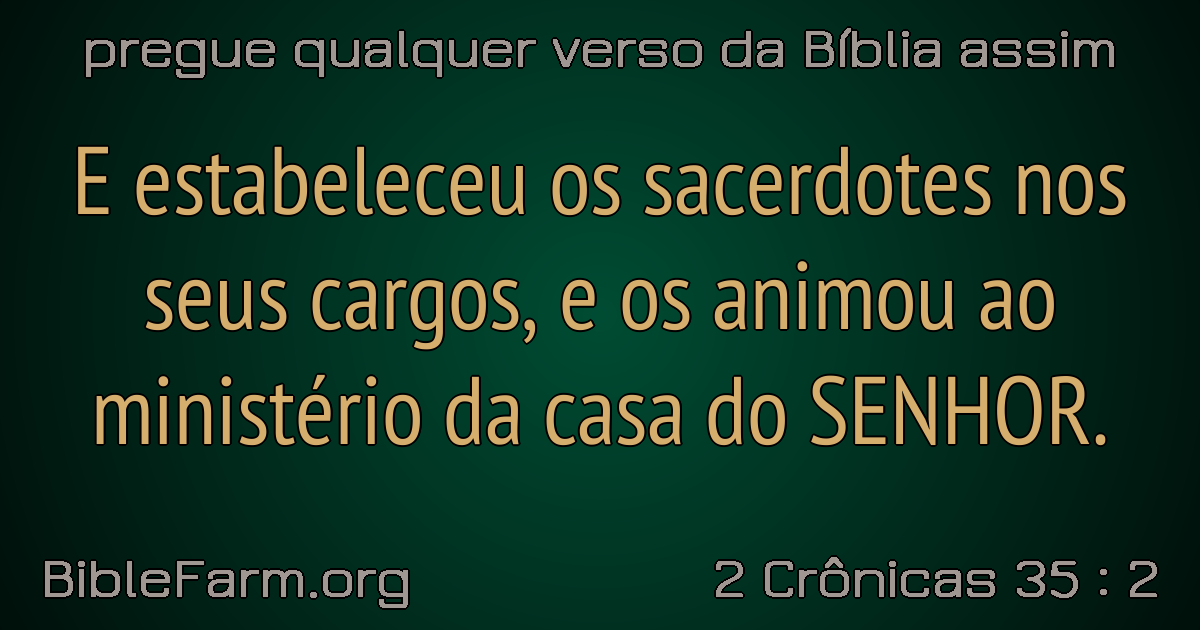 pregue qualquer verso da Bíblia assim
E estabeleceu os sacerdotes nos
seus cargos, e os animou ao
ministério da casa do SENHOR.
BibleFarm.org
2 Crônicas 35 : 2